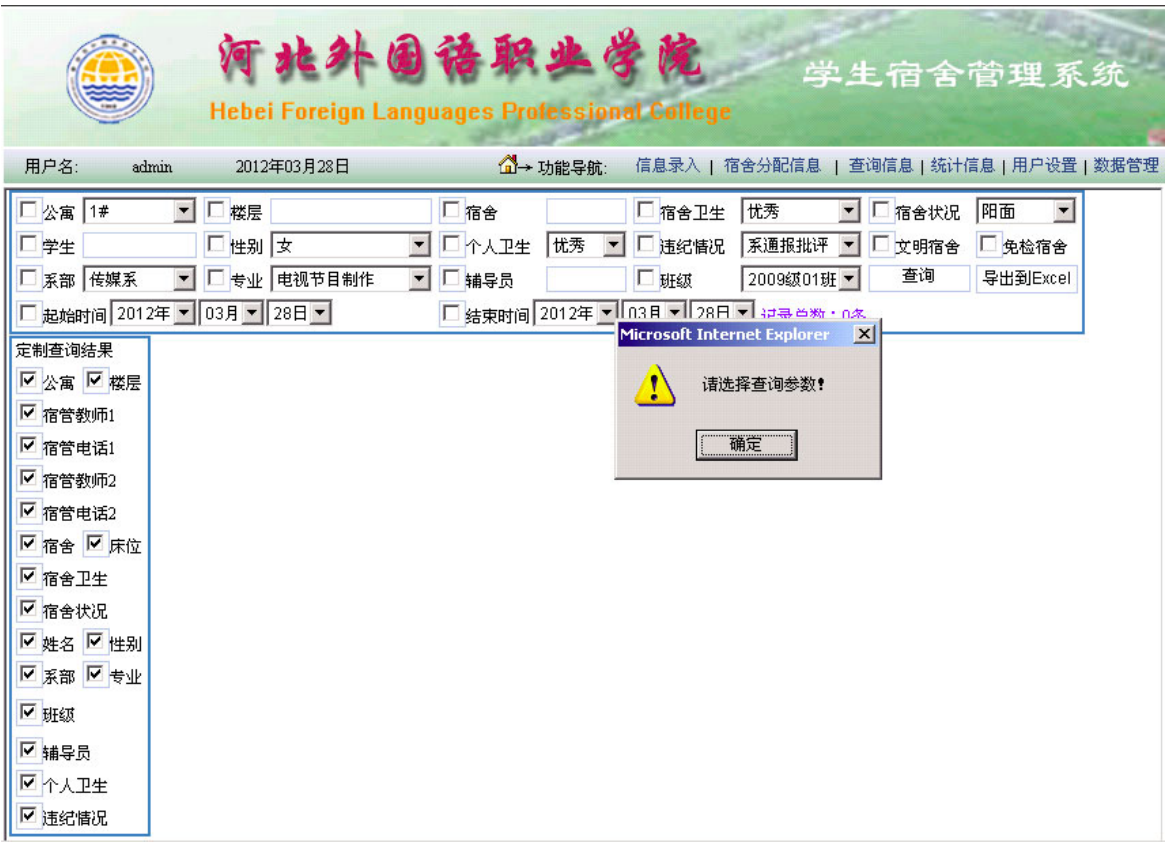 河北外国语职业学院
Hebei Foreign Languages Professional College
学生宿舍管理系统
用户名: admin 2012年03月28日 功能导航: 信息录入 | 宿舍分配信息 | 查询信息 | 统计信息 | 用户设置 | 数据管理
公寓 1# 楼层 宿舍 宿舍卫生 优秀 宿舍状况 阳面
学生 性别 女 个人卫生 优秀 违纪情况 系通报批评 文明宿舍 免检宿舍
系部 传媒系 专业 电视节目制作 辅导员 班级 2009级01班 查询 导出到Excel
起始时间 2012年 03月 28日 结束时间 2012年 03月 28日 记录总数:0条
Microsoft Internet Explorer
请选择查询参数!
确定
定制查询结果
公寓 楼层
宿管教师1
宿管电话1
宿管教师2
宿管电话2
宿舍 床位
宿舍卫生
宿舍状况
姓名 性别
系部 专业
班级
辅导员
个人卫生
违纪情况